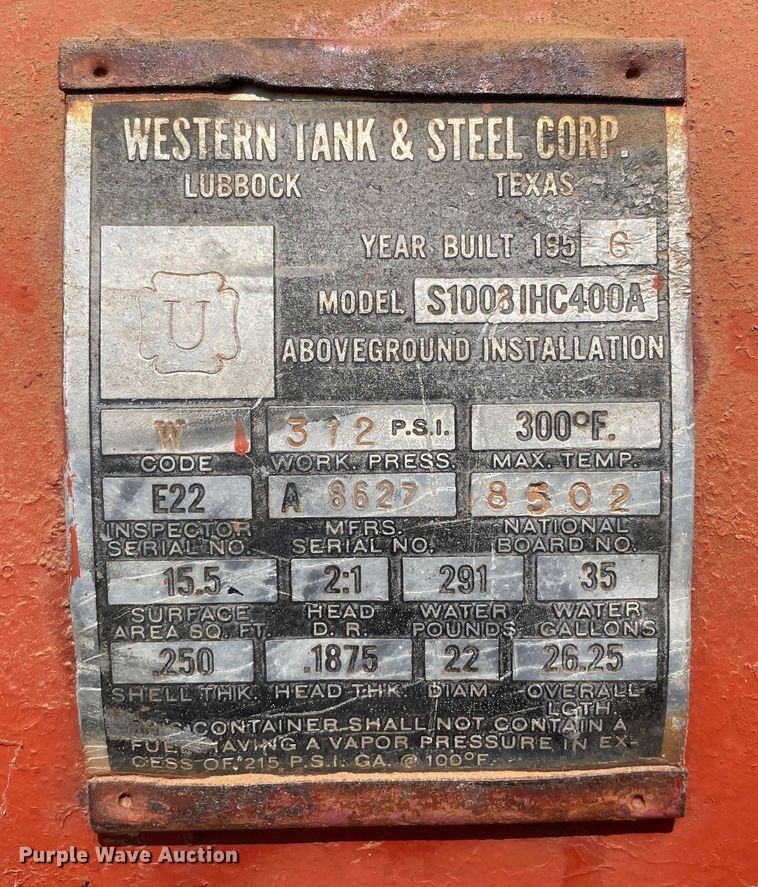 WESTERN TANK & STEEL CORP.
LUBBOCK TEXAS
YEAR BUILT 195 6
U
MODEL S10031HC400A
ABOVEGROUND INSTALLATION
W 312 P.S.I. 300°F.
CODE WORK. PRESS. MAX. TEMP.
E22 A 8627 8502
INSPECTOR SERIAL NO. MFRS. SERIAL NO. NATIONAL BOARD NO.
15.5 2:1 291 35
SURFACE AREA SQ. FT. HEAD D. R. WATER POUNDS WATER GALLONS
.250 .1875 22 26.25
SHELL THK. HEAD THK. DIAM. OVERALL LGTH.
THIS CONTAINER SHALL NOT CONTAIN A
FUEL HAVING A VAPOR PRESSURE IN EX-
CESS OF 215 P.S.I. GA. @ 100°F.
Purple Wave Auction